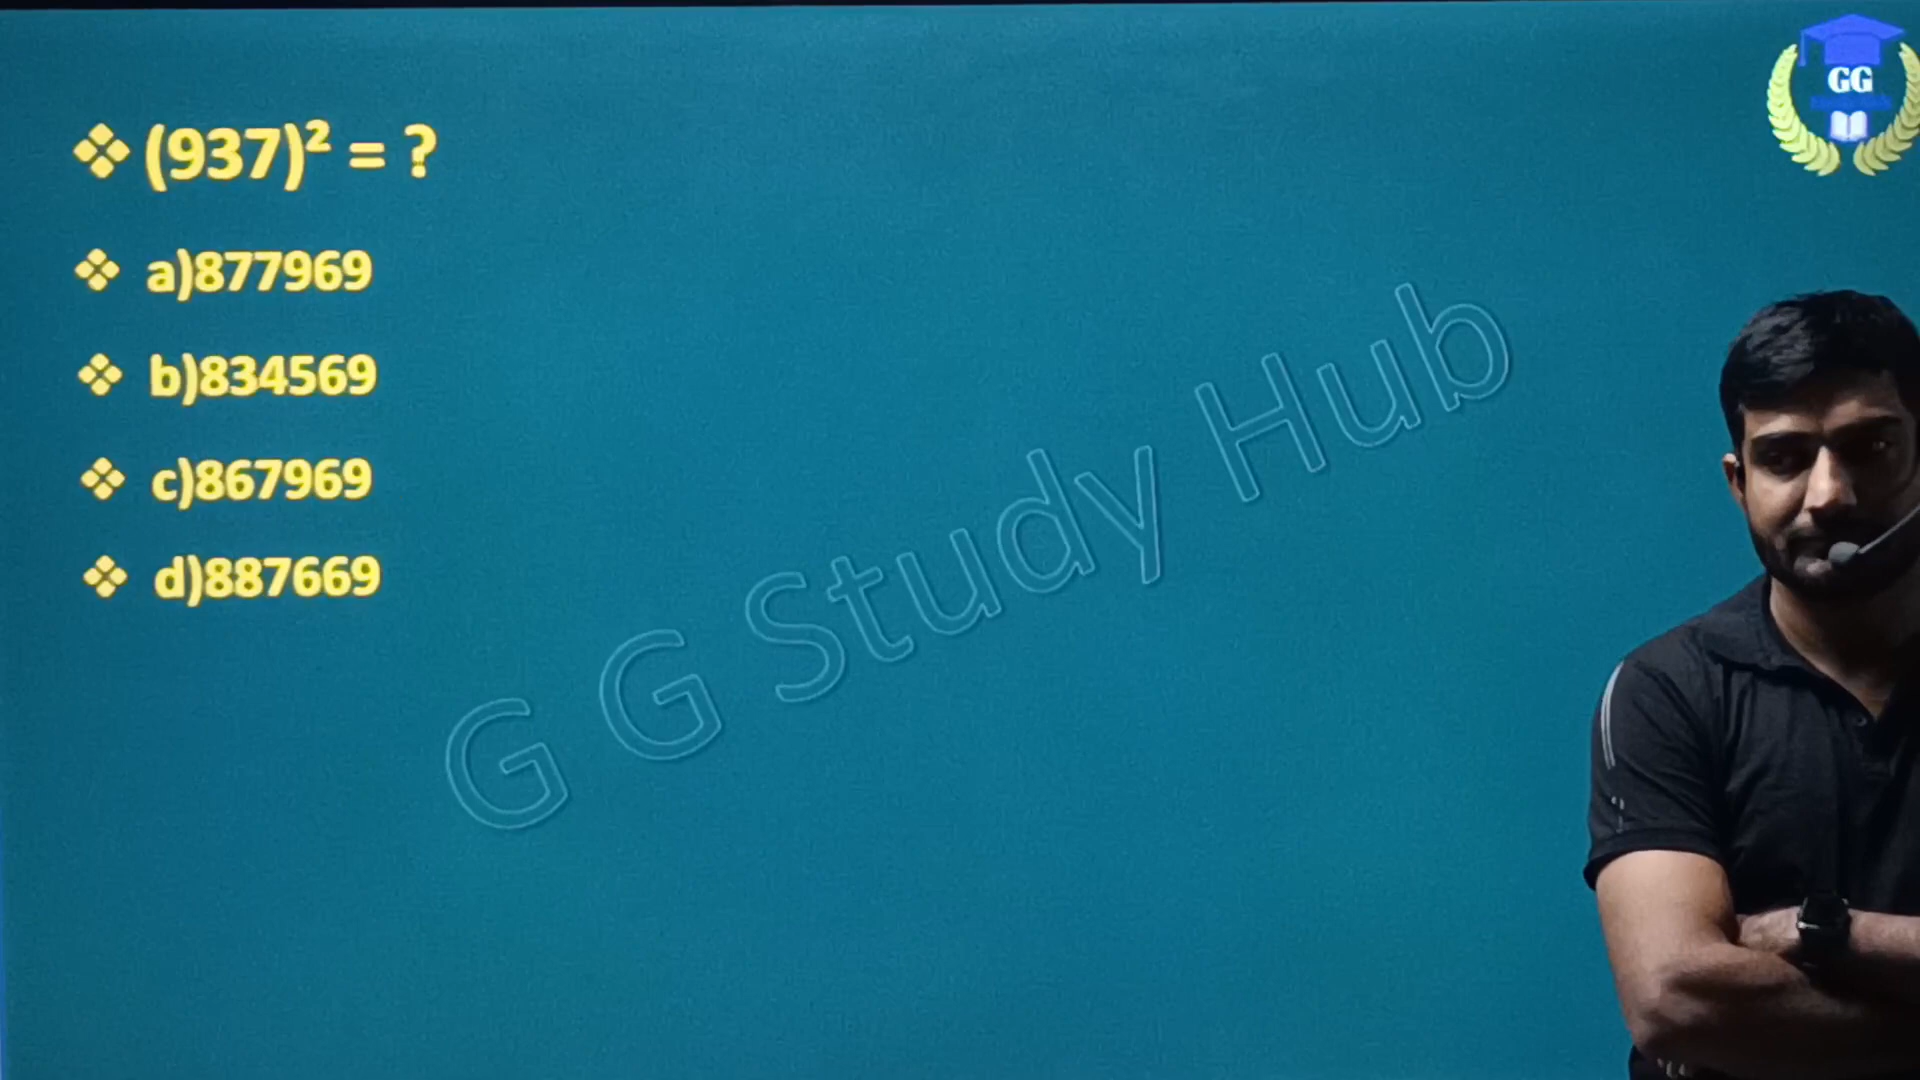 GG
(937)² = ?
a)877969
b)834569
c)867969
d)887669
G G Study Hub